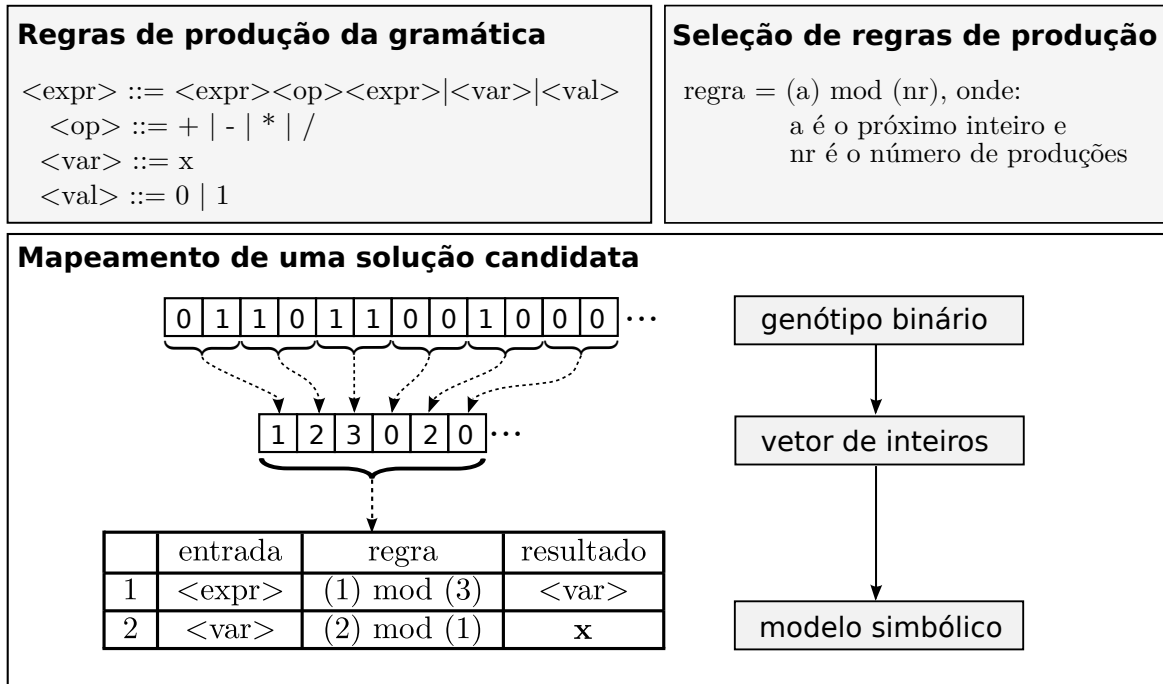 Regras de produção da gramática
<expr> ::= <expr><op><expr>|<var>|<val>
<op> ::= + | - | * | /
<var> ::= x
<val> ::= 0 | 1
Seleção de regras de produção
regra = (a) mod (nr), onde:
a é o próximo inteiro e
nr é o número de produções
Mapeamento de uma solução candidata
0 1 1 0 1 1 0 0 1 0 0 0 ...
genótipo binário
1 2 3 0 2 0 ...
vetor de inteiros
entrada regra resultado
1 <expr> (1) mod (3) <var>
2 <var> (2) mod (1) x
modelo simbólico